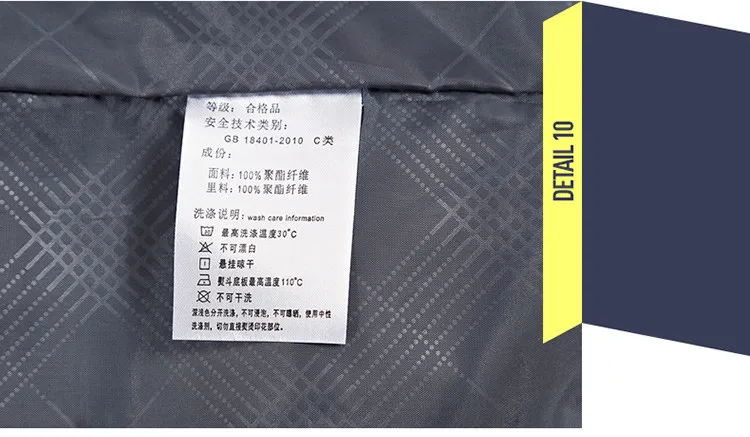 等级：合格品
安全技术类别：
GB 18401-2010 C类
成份：
面料：100%聚酯纤维
里料：100%聚酯纤维
洗涤说明：wash care information
最高洗涤温度30℃
不可漂白
悬挂晾干
熨斗底板最高温度110℃
不可干洗
深浅色分开洗涤，不可浸泡，不可曝晒，使用中性
洗涤剂，切勿直接熨烫印花部位。
DETAIL 10